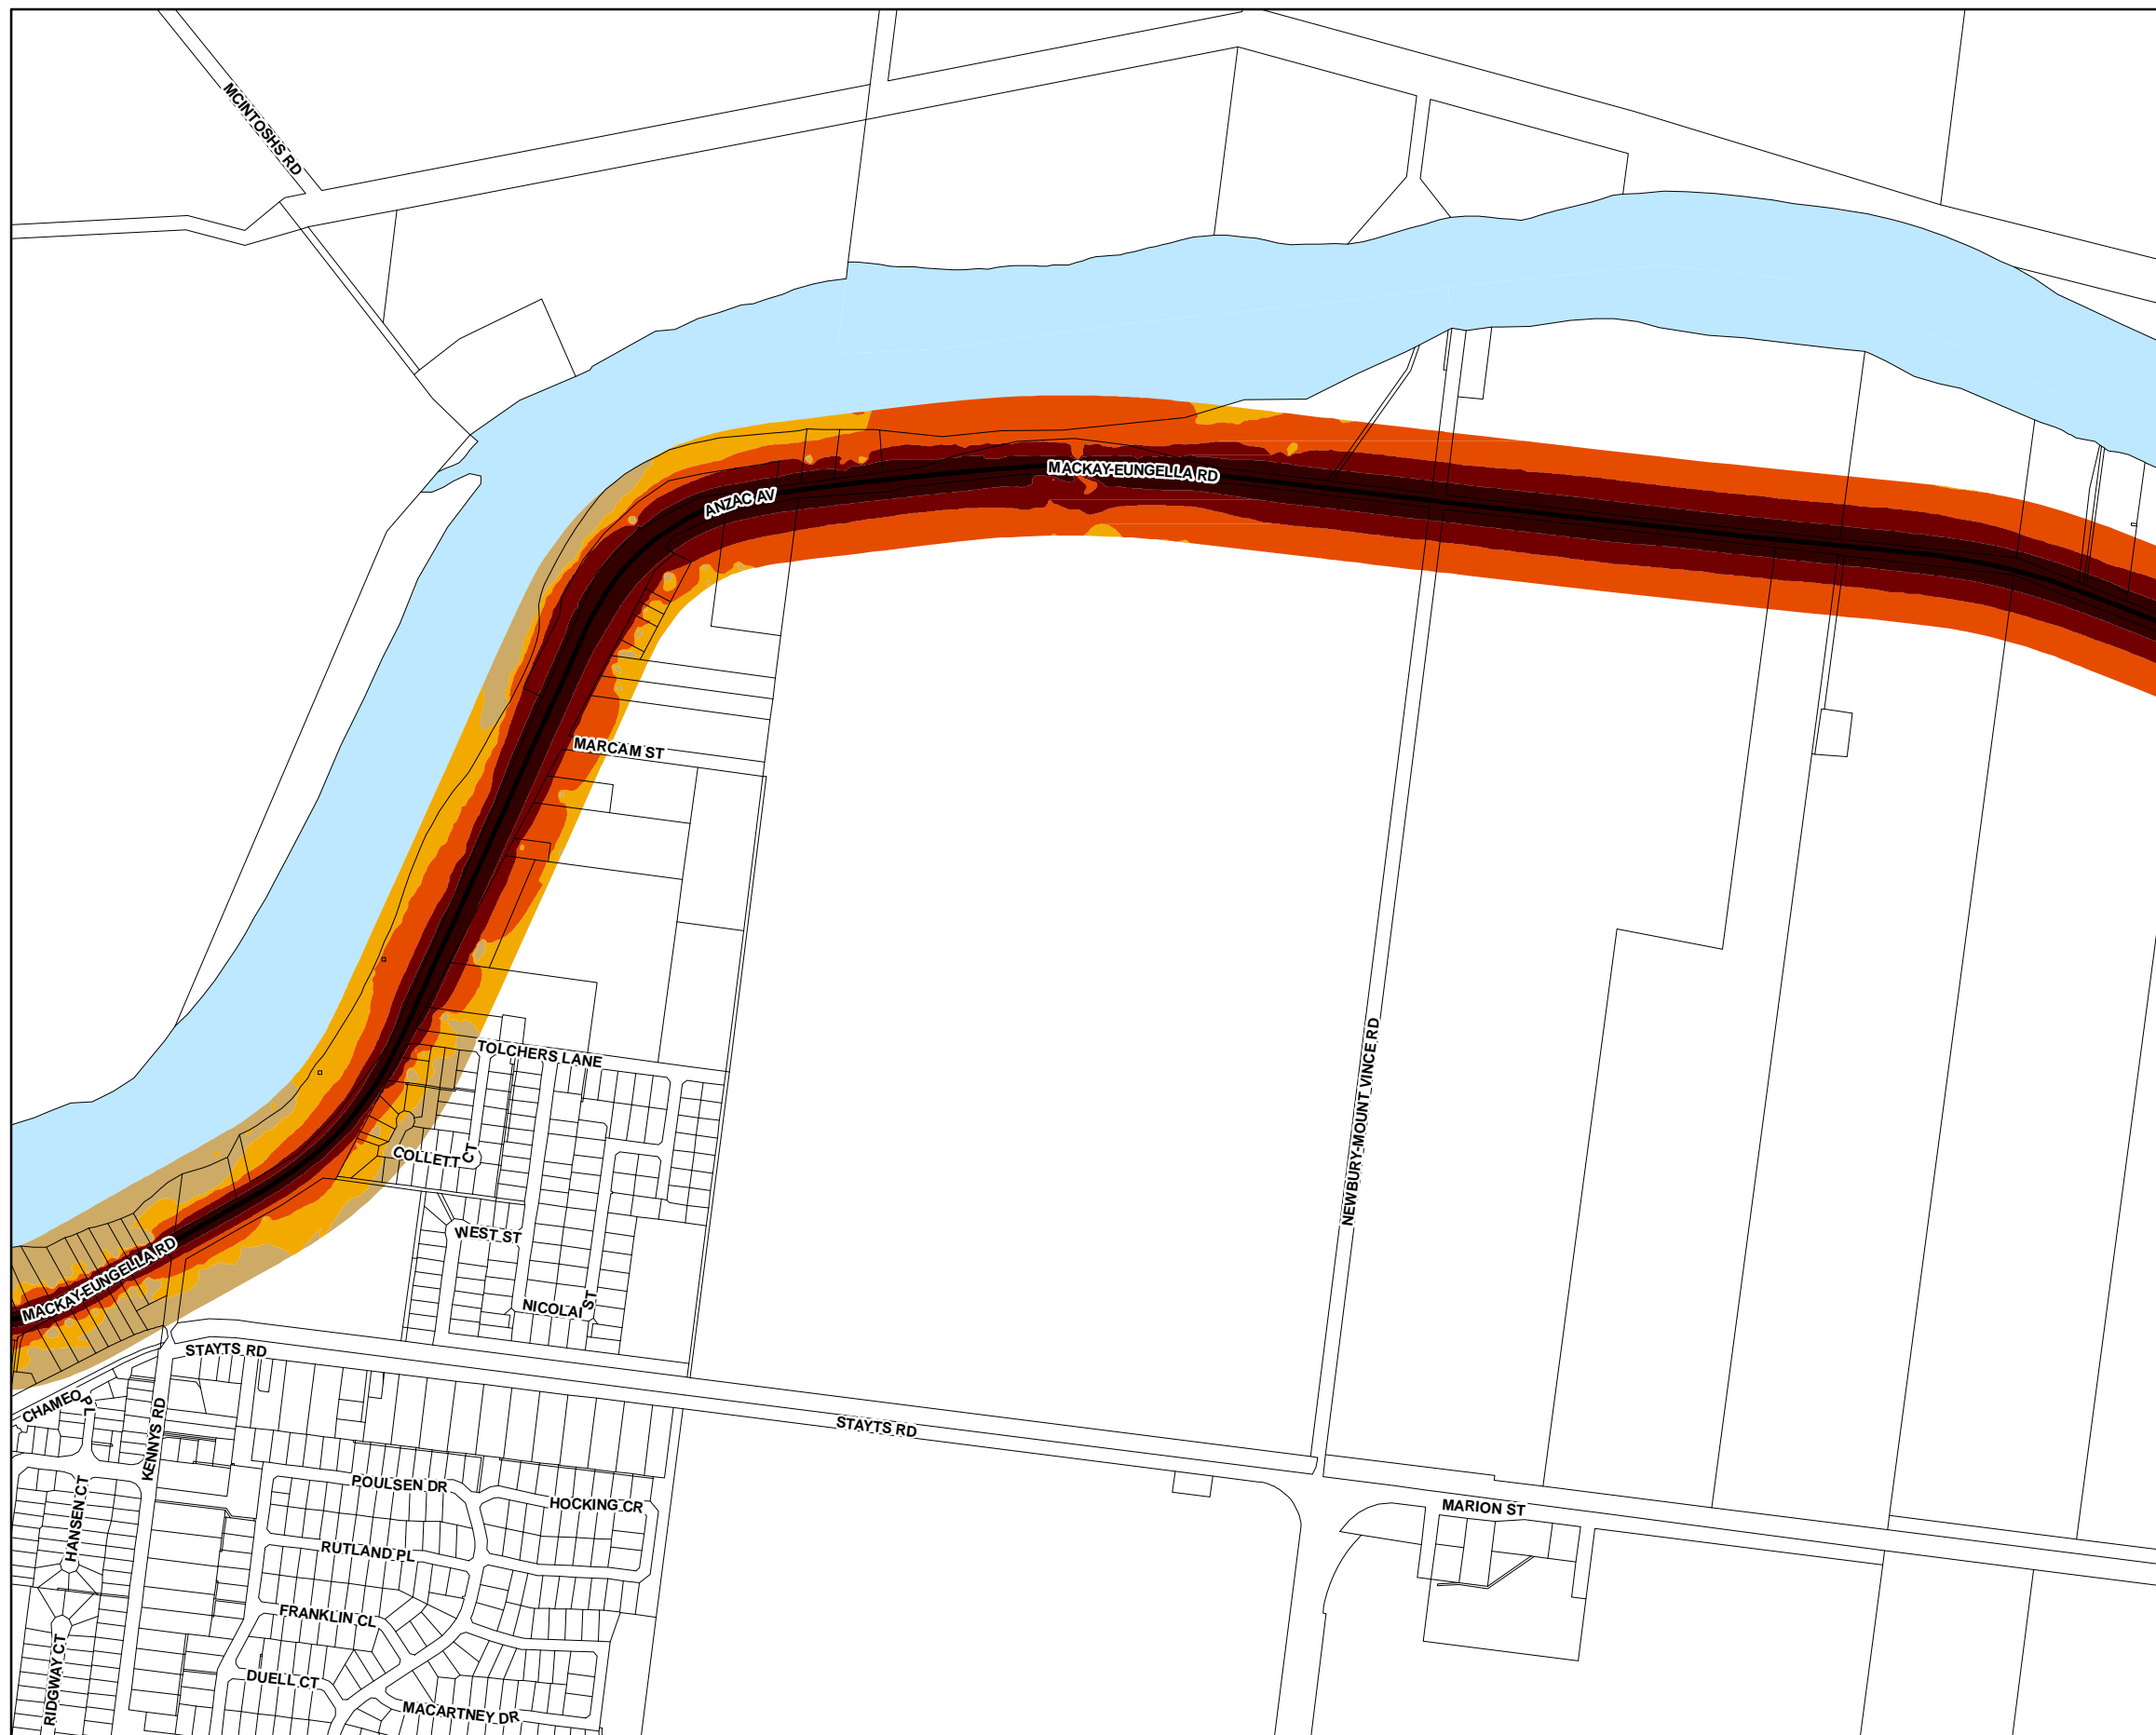 MCINTOSHS RD
MACKAY-EUNGELLA RD
ANZAC AV
MARCAM ST
TOLCHERS LANE
NEWBURY-MOUNT VINCE RD
COLLETT CT
WEST ST
MACKAY-EUNGELLA RD
NICOLAI ST
STAYTS RD
CHAMEO PL
KENNYS RD
STAYTS RD
POULSEN DR
HOCKING CR
MARION ST
HANSEN CT
RUTLAND PL
FRANKLIN CL
RIDGWAY CT
DUELL CT
MACARTNEY DR